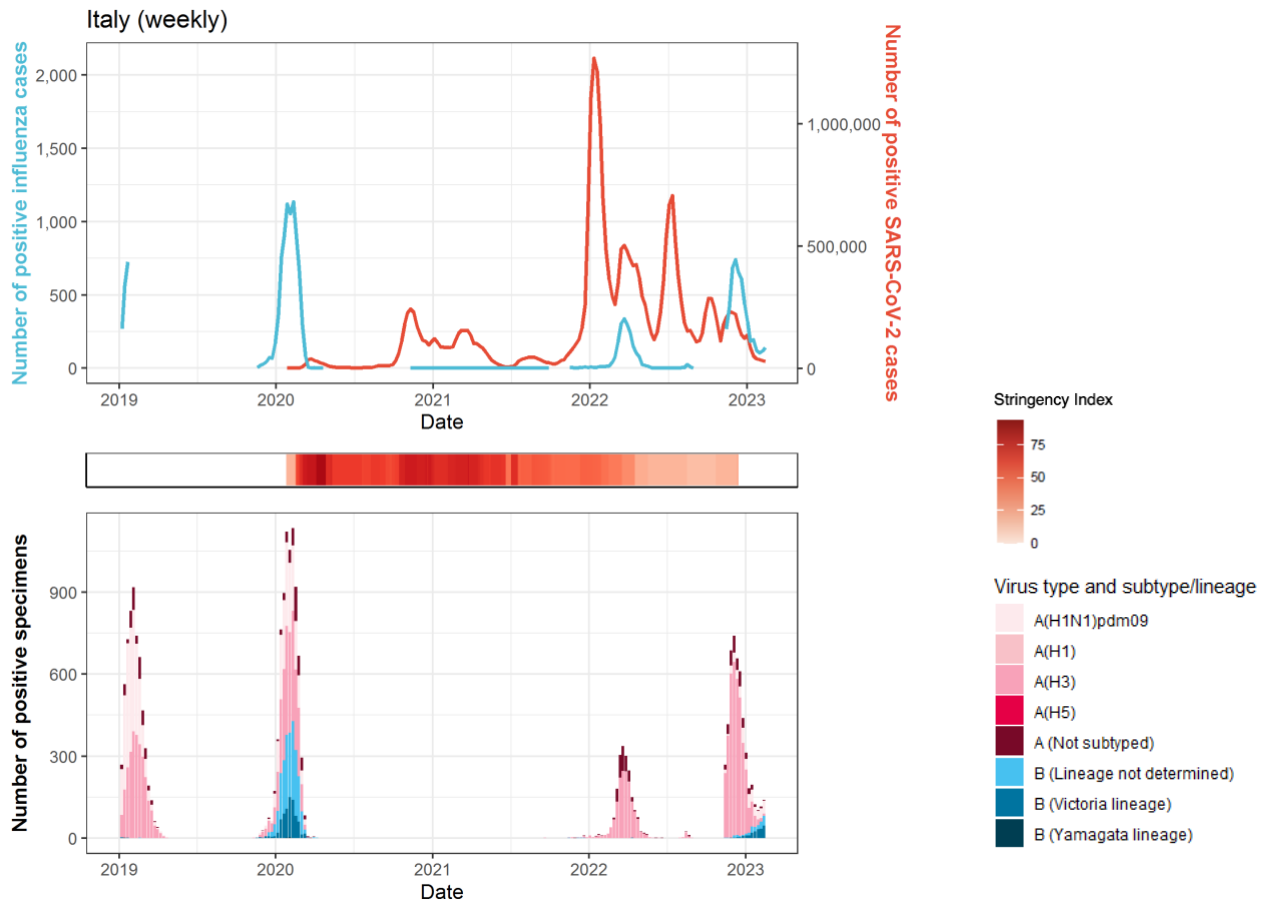 Italy (weekly)
Number of positive influenza cases
2,000
1,500
1,000
500
0
1,000,000
500,000
0
Number of positive SARS-CoV-2 cases
2019
2020
2021
2022
2023
Date
Stringency Index
75
50
25
0
Number of positive specimens
900
600
300
0
2019
2020
2021
2022
2023
Date
Virus type and subtype/lineage
A(H1N1)pdm09
A(H1)
A(H3)
A(H5)
A (Not subtyped)
B (Lineage not determined)
B (Victoria lineage)
B (Yamagata lineage)